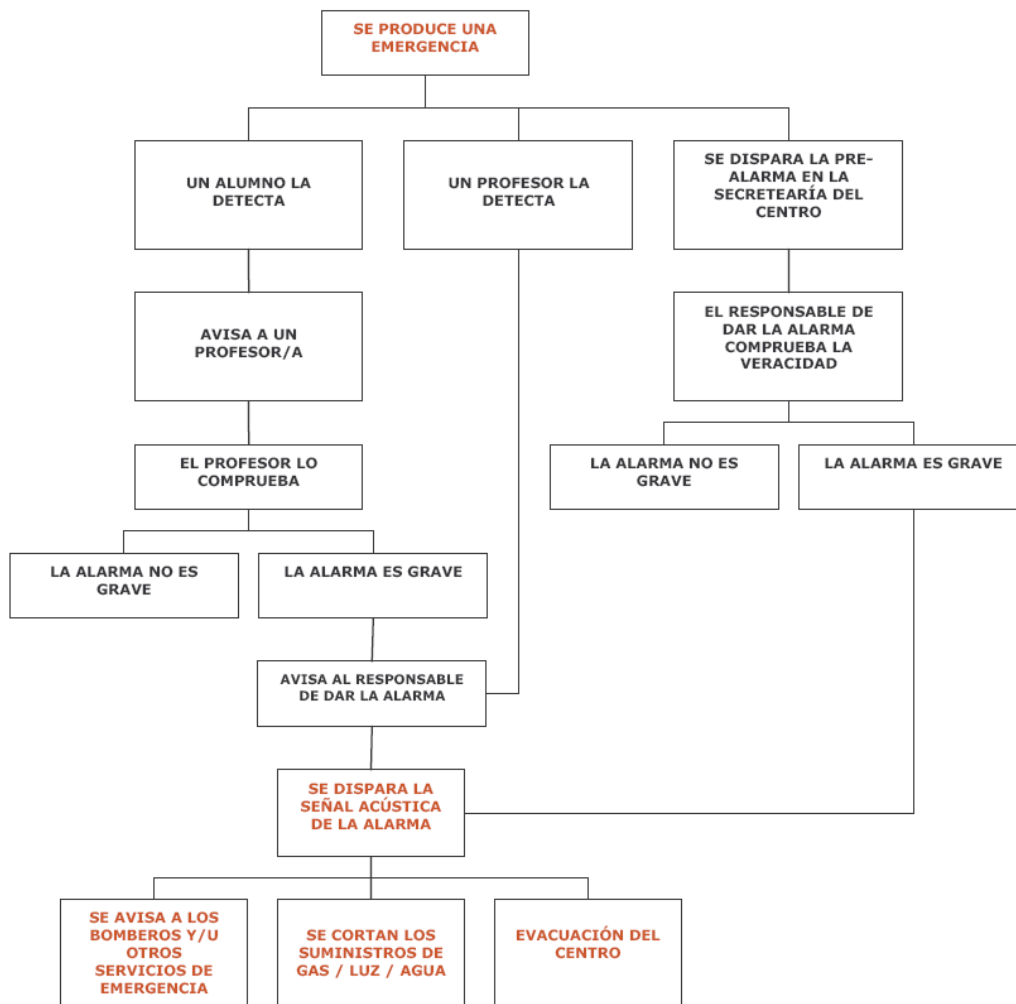 SE PRODUCE UNA
EMERGENCIA
UN ALUMNO LA
DETECTA
UN PROFESOR LA
DETECTA
SE DISPARA LA PRE-
ALARMA EN LA
SECRETEARÍA DEL
CENTRO
AVISA A UN
PROFESOR/A
EL RESPONSABLE DE
DAR LA ALARMA
COMPRUEBA LA
VERACIDAD
EL PROFESOR LO
COMPRUEBA
LA ALARMA NO ES
GRAVE
LA ALARMA ES GRAVE
LA ALARMA NO ES
GRAVE
LA ALARMA ES GRAVE
AVISA AL RESPONSABLE
DE DAR LA ALARMA
SE DISPARA LA
SEÑAL ACÚSTICA
DE LA ALARMA
SE AVISA A LOS
BOMBEROS Y/U
OTROS
SERVICIOS DE
EMERGENCIA
SE CORTAN LOS
SUMINISTROS DE
GAS / LUZ / AGUA
EVACUACIÓN DEL
CENTRO